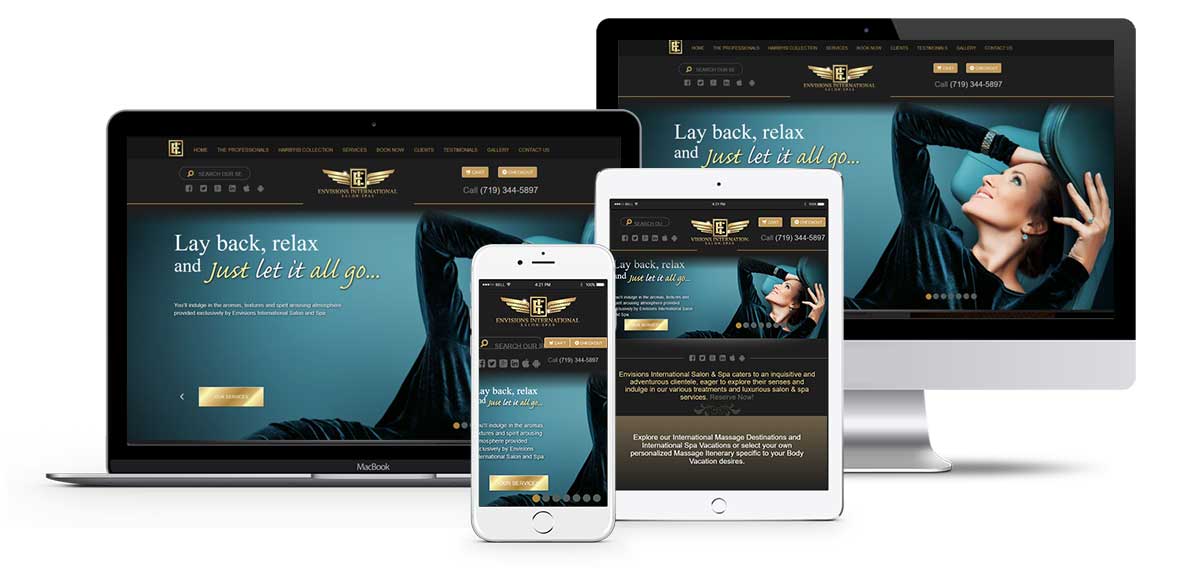 HOME THE PROFESSIONALS HAIRBYISI COLLECTION SERVICES BOOK NOW CLIENTS TESTIMONIALS GALLERY CONTACT US
SEARCH OUR SE
CART CHECKOUT
ENVISIONS INTERNATIONAL
SALON·SPAS
Call (719) 344-5897
Lay back, relax
and Just let it all go...
HOME THE PROFESSIONALS HAIRBYISI COLLECTION SERVICES BOOK NOW CLIENTS TESTIMONIALS GALLERY CONTACT US
SEARCH OUR SE
CART CHECKOUT
ENVISIONS INTERNATIONAL
SALON·SPAS
Call (719) 344-5897
Lay back, relax
and Just let it all go...
You'll indulge in the aromas, textures and spirit arousing atmosphere
provided exclusively by Envisions International Salon and Spa
OUR SERVICES
MacBook
BELL 4:21 PM 100%
ENVISIONS INTERNATIONAL
SALON·SPAS
SEARCH OUR
CART CHECKOUT
Call (719) 344-5897
Lay back, relax
and Just let it all go...
You'll indulge in the aromas,
textures and spirit arousing
atmosphere provided
exclusively by Envisions
International Salon and Spa
OUR SERVICES
BELL 4:21 PM 100%
SEARCH OU
CART CHECKOUT
VISIONS INTERNATION
SALON·SPAS
Call (719) 344-5897
Lay back, relax
and Just let it all go...
You'll indulge in the aromas, textures and
spirit arousing atmosphere provided
exclusively by Envisions International Salon
and Spa
OUR SERVICES
Envisions International Salon & Spa caters to an inquisitive and
adventurous clientele, eager to explore their senses and
indulge in our various treatments and luxurious salon & spa
services. Reserve Now!
Explore our International Massage Destinations and
International Spa Vacations or select your own
personalized Massage Itenerary specific to your Body
Vacation desires.